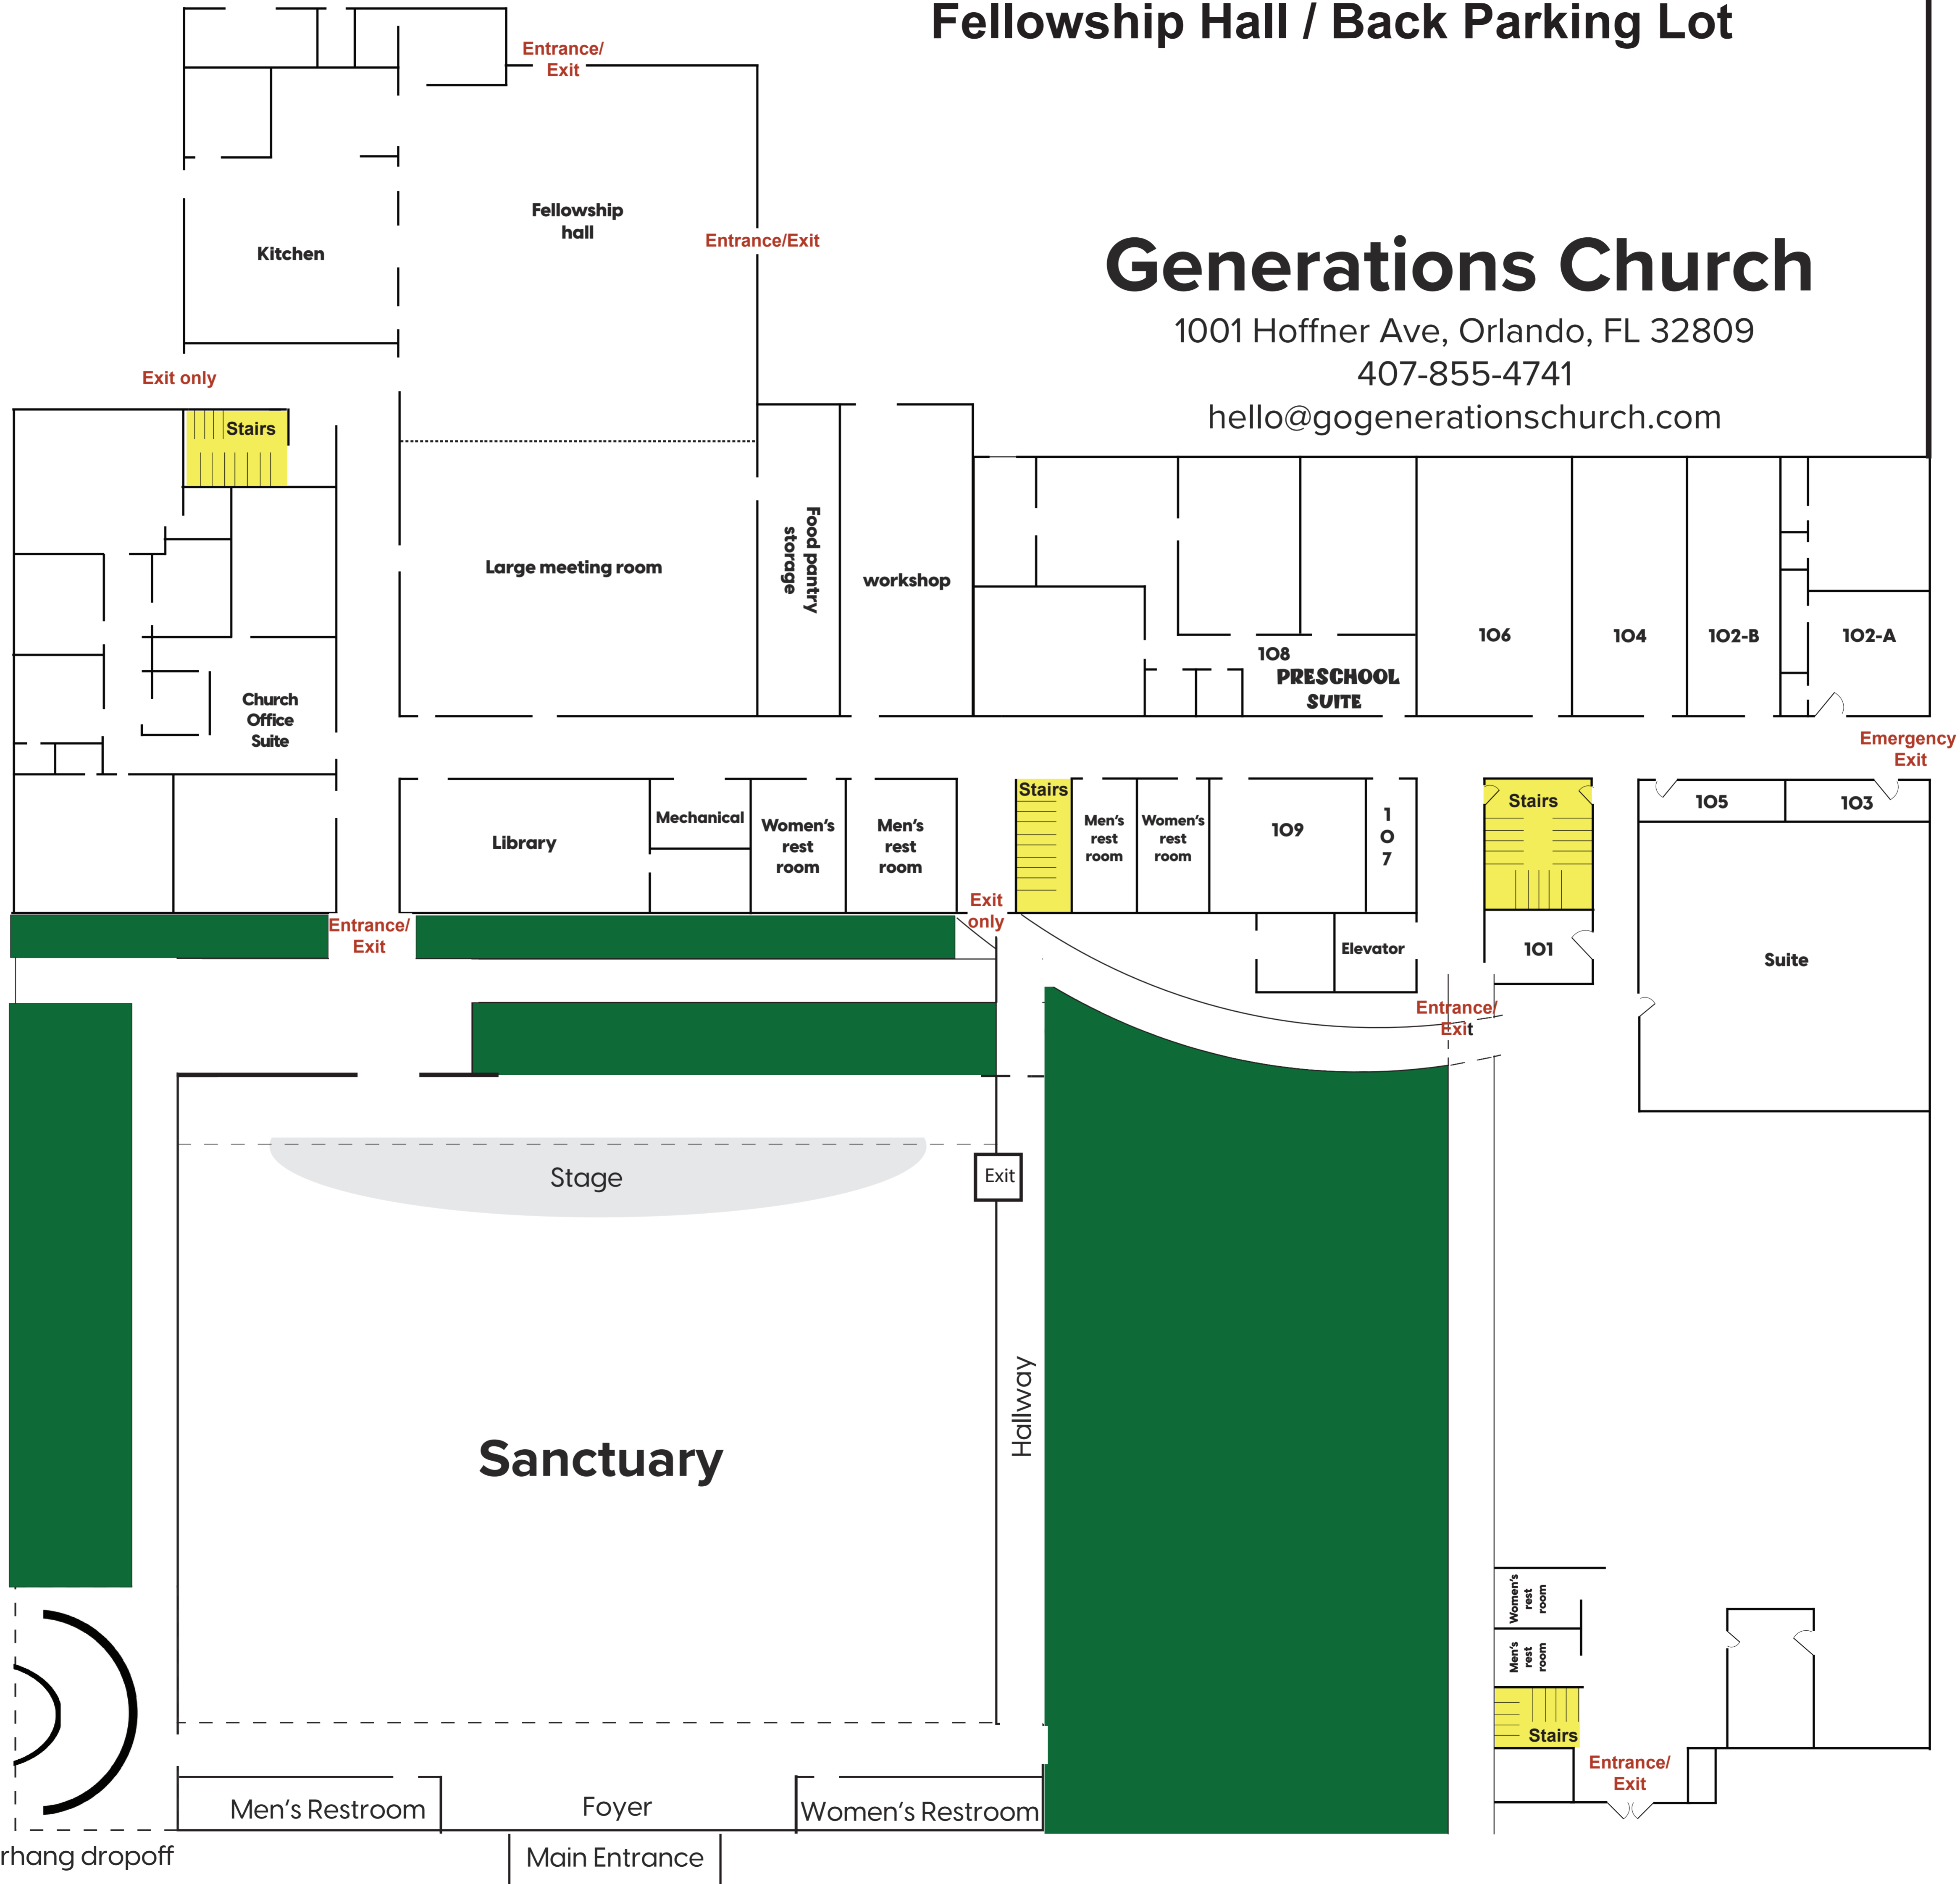 Fellowship Hall / Back Parking Lot
Entrance/
Exit
Fellowship
hall
Kitchen
Entrance/Exit
Generations Church
1001 Hoffner Ave, Orlando, FL 32809
407-855-4741
hello@gogenerationschurch.com
Exit only
Stairs
Large meeting room
Food pantry
storage
workshop
108
PRESCHOOL
SUITE
106
104
102-B
102-A
Church
Office
Suite
Emergency
Exit
Library
Mechanical
Women's
rest
room
Men's
rest
room
Stairs
Men's
rest
room
Women's
rest
room
109
1
0
7
Stairs
105
103
Exit
only
Entrance/
Exit
Elevator
101
Suite
Entrance/
Exit
Stage
Exit
Sanctuary
Hallway
Women's
rest
room
Men's
rest
room
Stairs
Entrance/
Exit
Men's Restroom
Foyer
Women's Restroom
rhang dropoff
Main Entrance